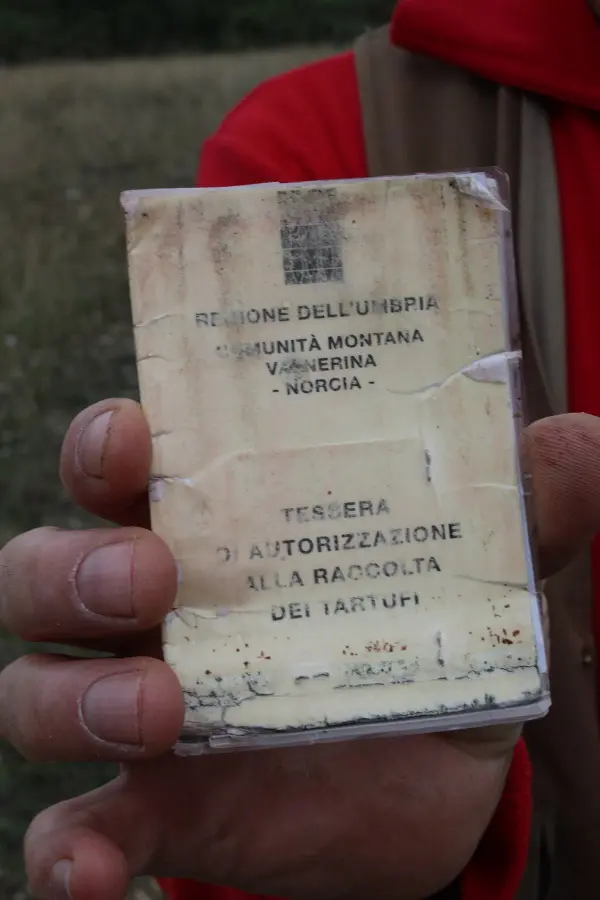 REGIONE DELL'UMBRIA
COMUNITÀ MONTANA
VALNERINA
- NORCIA -
TESSERA
DI AUTORIZZAZIONE
ALLA RACCOLTA
DEI TARTUFI